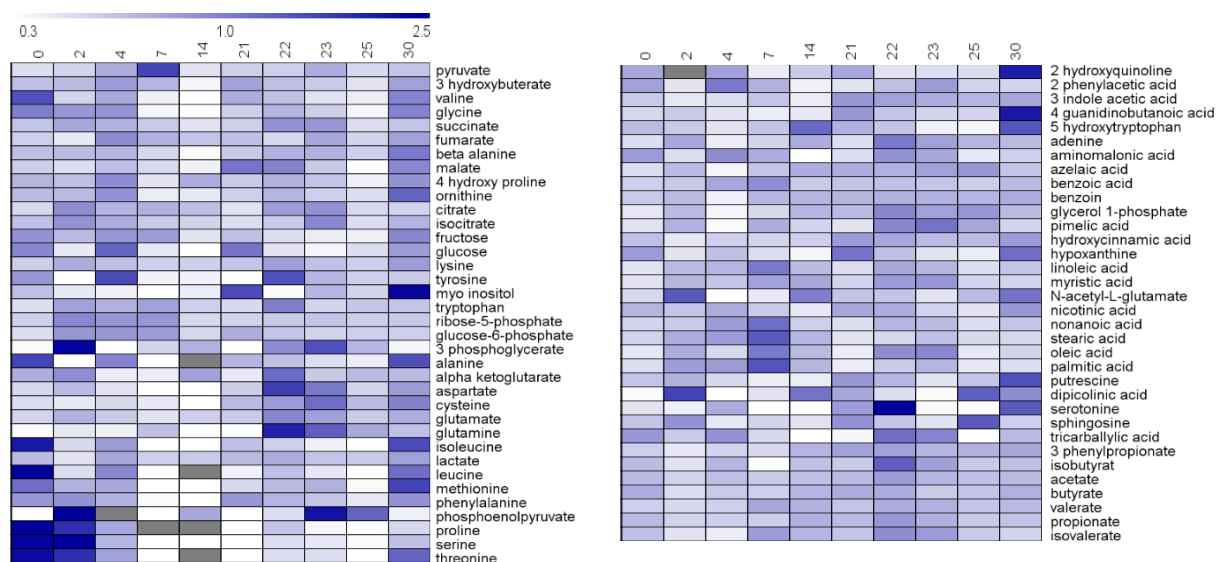 0.3 1.0 2.5
0 2 4 7 14 21 22 23 25 30
pyruvate
3 hydroxybuterate
valine
glycine
succinate
fumarate
beta alanine
malate
4 hydroxy proline
ornithine
citrate
isocitrate
fructose
glucose
lysine
tyrosine
myo inositol
tryptophan
ribose-5-phosphate
glucose-6-phosphate
3 phosphoglycerate
alanine
alpha ketoglutarate
aspartate
cysteine
glutamate
glutamine
isoleucine
lactate
leucine
methionine
phenylalanine
phosphoenolpyruvate
proline
serine
threonine
0 2 4 7 14 21 22 23 25 30
2 hydroxyquinoline
2 phenylacetic acid
3 indole acetic acid
4 guanidinobutanoic acid
5 hydroxytryptophan
adenine
aminomalonic acid
azelaic acid
benzoic acid
benzoin
glycerol 1-phosphate
pimelic acid
hydroxycinnamic acid
hypoxanthine
linoleic acid
myristic acid
N-acetyl-L-glutamate
nicotinic acid
nonanoic acid
stearic acid
oleic acid
palmitic acid
putrescine
dipicolinic acid
serotonine
sphingosine
tricarballylic acid
3 phenylpropionate
isobutyrat
acetate
butyrate
valerate
propionate
isovalerate